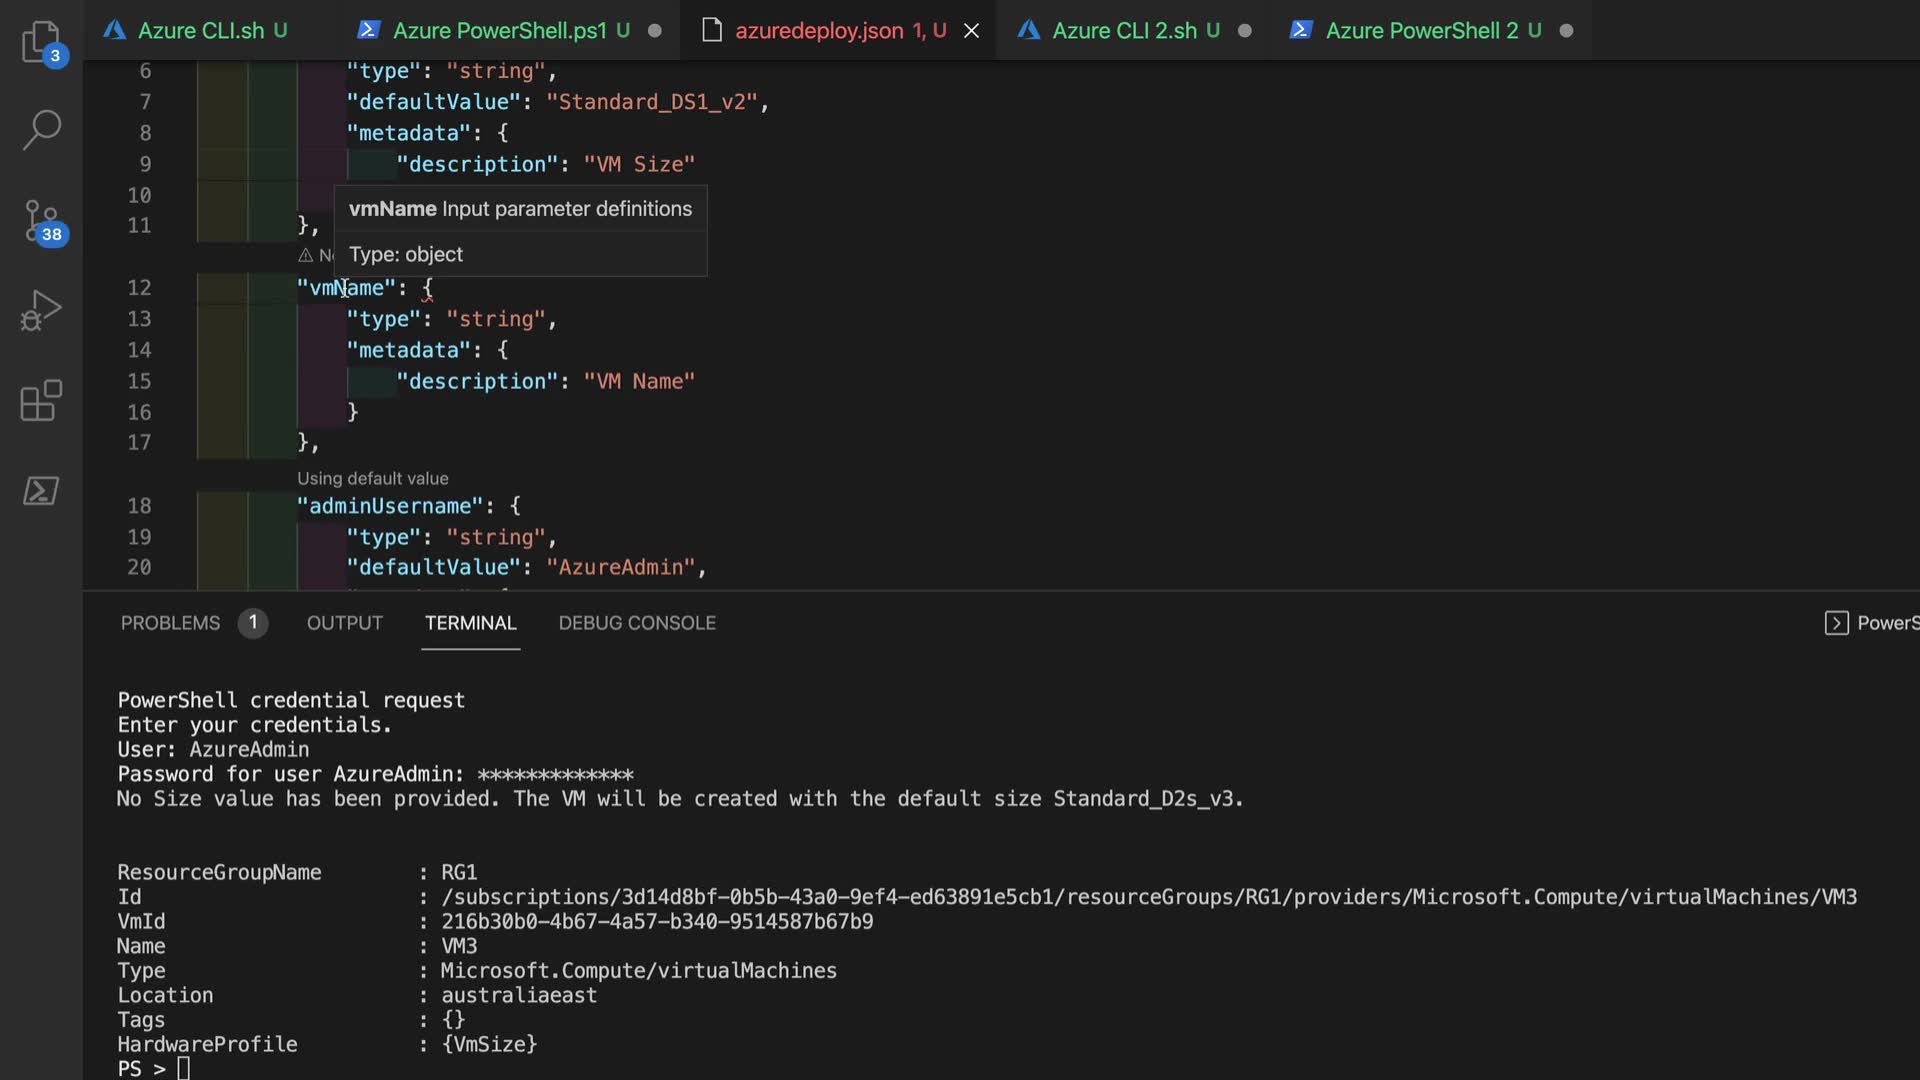 3
38
Azure CLI.sh U
Azure PowerShell.ps1 U
azuredeploy.json 1, U
Azure CLI 2.sh U
Azure PowerShell 2 U
6 "type": "string",
7 "defaultValue": "Standard_DS1_v2",
8 "metadata": {
9 "description": "VM Size"
10
11 },
vmName Input parameter definitions
Type: object
12 "vmName": {
13 "type": "string",
14 "metadata": {
15 "description": "VM Name"
16 }
17 },
Using default value
18 "adminUsername": {
19 "type": "string",
20 "defaultValue": "AzureAdmin",
PROBLEMS 1 OUTPUT TERMINAL DEBUG CONSOLE PowerS
PowerShell credential request
Enter your credentials.
User: AzureAdmin
Password for user AzureAdmin: *************
No Size value has been provided. The VM will be created with the default size Standard_D2s_v3.
ResourceGroupName : RG1
Id : /subscriptions/3d14d8bf-0b5b-43a0-9ef4-ed63891e5cb1/resourceGroups/RG1/providers/Microsoft.Compute/virtualMachines/VM3
VmId : 216b30b0-4b67-4a57-b340-9514587b67b9
Name : VM3
Type : Microsoft.Compute/virtualMachines
Location : australiaeast
Tags : {}
HardwareProfile : {VmSize}
PS >